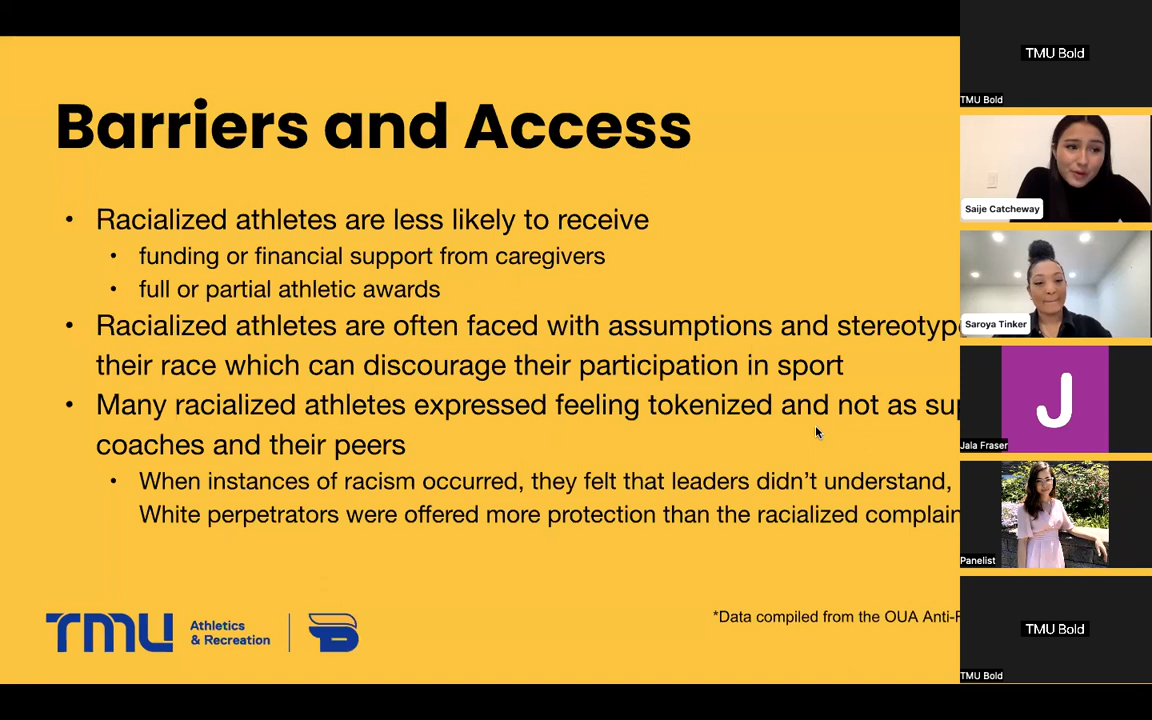 Barriers and Access
• Racialized athletes are less likely to receive
• funding or financial support from caregivers
• full or partial athletic awards
• Racialized athletes are often faced with assumptions and
their race which can discourage their participation in sport
• Many racialized athletes expressed feeling tokenized and not as
coaches and their peers
• When instances of racism occurred, they felt that leaders didn’t understand,
White perpetrators were offered more protection than the racialized
TMU Athletics
& Recreation
*Data compiled from the OUA
TMU Bold
TMU Bold
Saije Catcheway
Saroya Tinker
J
Jala Fraser
Panelist
TMU Bold
TMU Bold